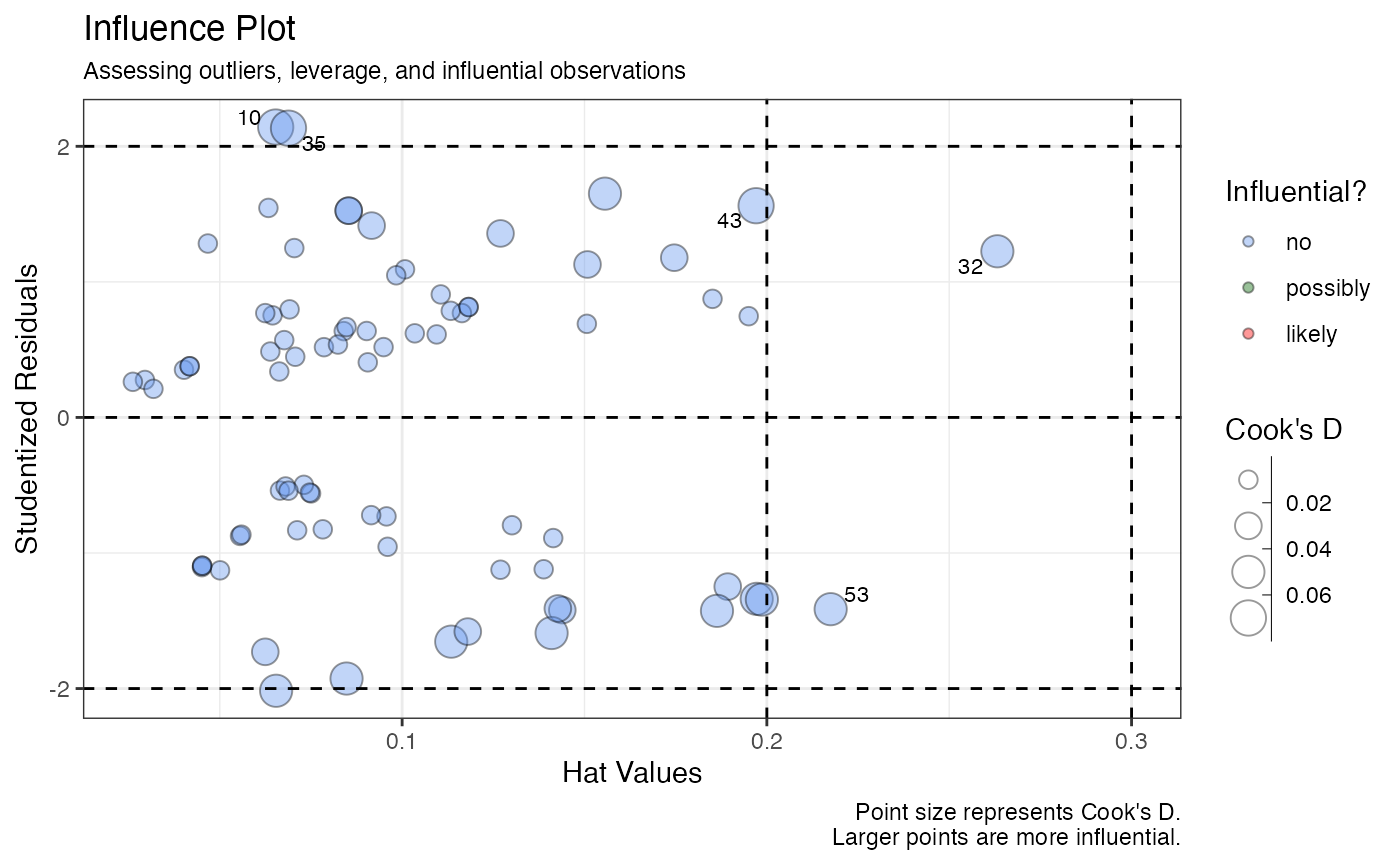 Influence Plot
Assessing outliers, leverage, and influential observations
10
35
43
32
53
2
0
-2
Studentized Residuals
0.1
0.2
0.3
Hat Values
Influential?
no
possibly
likely
Cook's D
0.02
0.04
0.06
Point size represents Cook's D.
Larger points are more influential.